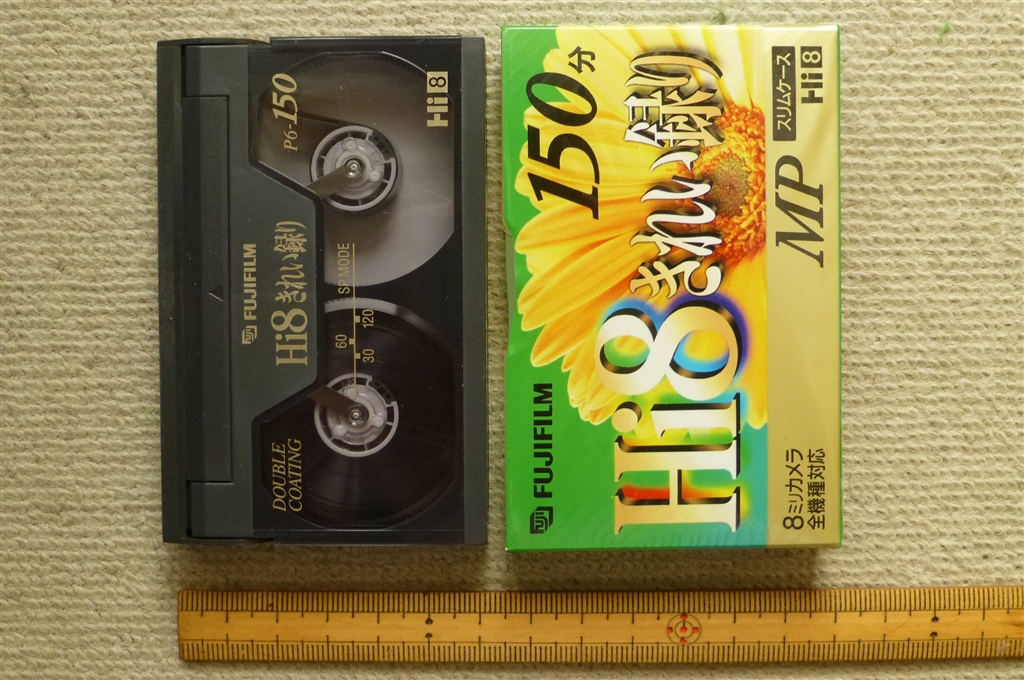 FUJIFILM
Hi8 きれい録り
P6-150
Hi8
SP MODE
30 60 120
DOUBLE
COATING
FUJI FUJIFILM
150分
Hi8 きれい録り
MP
スリムケース
Hi8
8ミリカメラ
全機種対応